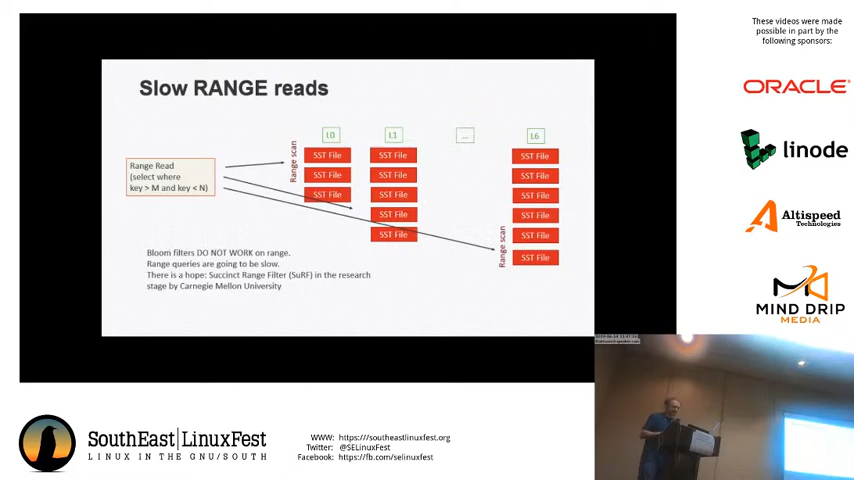 These videos were made
possible in part by the
following sponsors:
ORACLE
linode
Altispeed
Technologies
MIND DRIP
MEDIA
Slow RANGE reads
L0
L1
...
L6
Range Read
(select where
key > M and key < N)
Range scan
SST File
SST File
SST File
SST File
SST File
SST File
SST File
SST File
SST File
SST File
SST File
SST File
SST File
SST File
Range scan
Bloom filters DO NOT WORK on range.
Range queries are going to be slow.
There is a hope: Succinct Range Filter (SuRF) in the research
stage by Carnegie Mellon University
SouthEast|LinuxFest
LINUX IN THE GNU/SOUTH
WWW: https:///southeastlinuxfest.org
Twitter: @SELinuxFest
Facebook: https://fb.com/selinuxfest